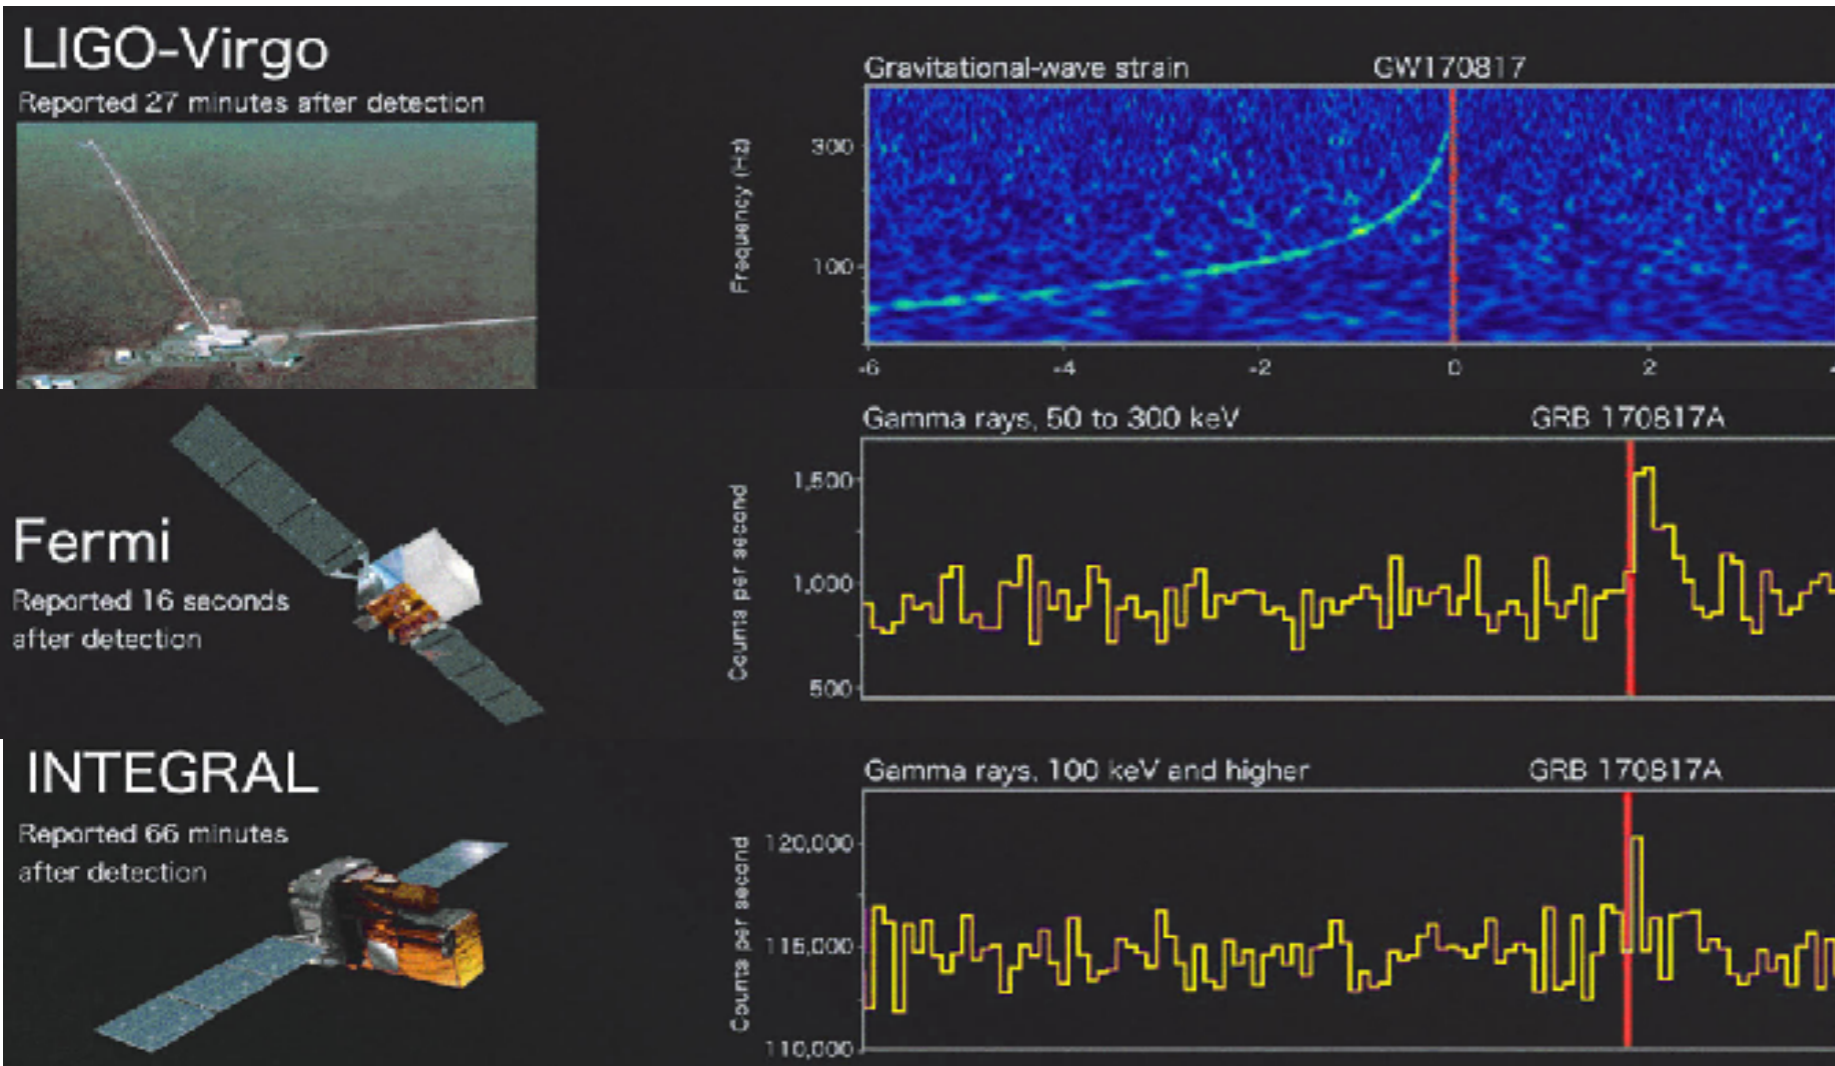 LIGO-Virgo
Reported 27 minutes after detection
Gravitational-wave strain
GW170817
Frequency (Hz)
300
100
-6
-4
-2
0
2
Fermi
Reported 16 seconds
after detection
Gamma rays, 50 to 300 keV
GRB 170817A
Counts per second
1,500
1,000
500
INTEGRAL
Reported 66 minutes
after detection
Gamma rays, 100 keV and higher
GRB 170817A
Counts per second
120,000
115,000
110,000